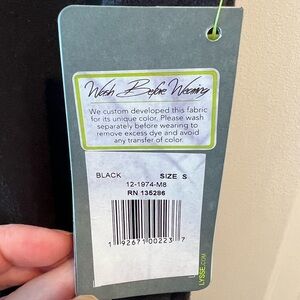 Wash Before Wearing
We custom developed this fabric
for its unique color. Please wash
separately before wearing to
remove excess dye and avoid
any transfer of color.
BLACK SIZE S
12-1974-M8
RN 135286
1 92671 00223 7
LYSSE.COM